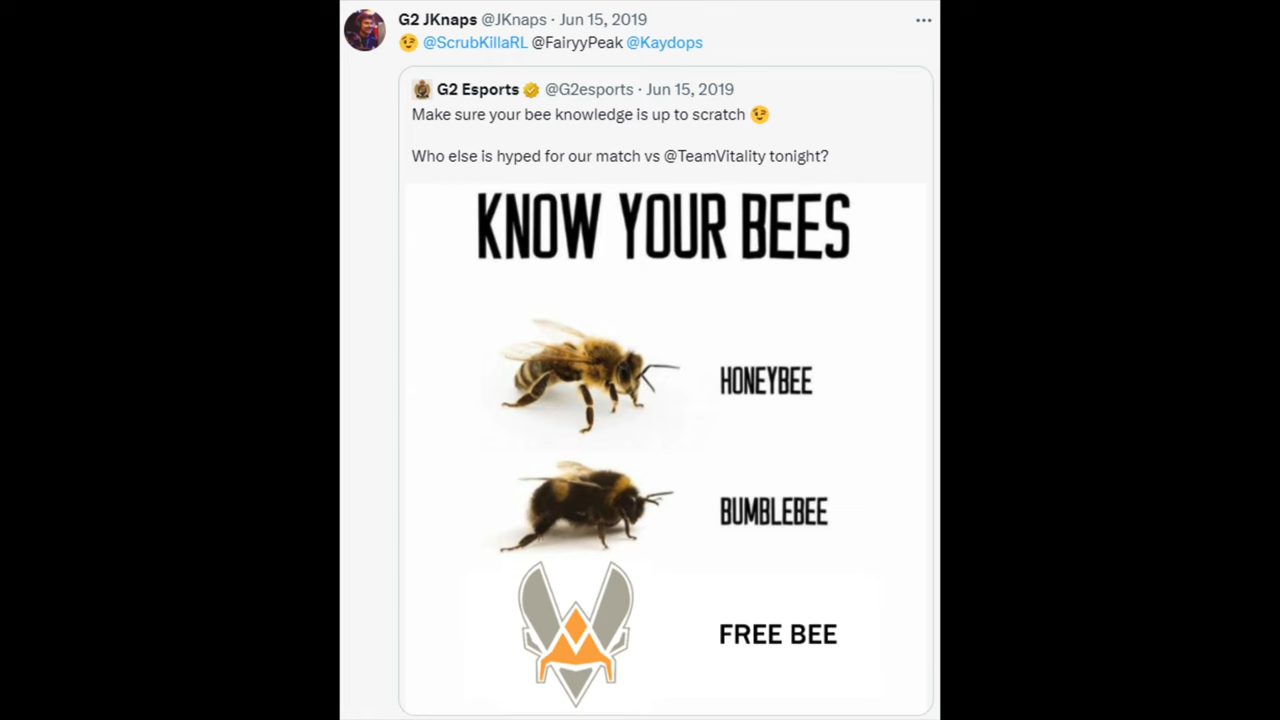 G2 JKnaps @JKnaps · Jun 15, 2019
😉 @ScrubKillaRL @FairyyPeak @Kaydops
G2 Esports @G2esports · Jun 15, 2019
Make sure your bee knowledge is up to scratch 😉
Who else is hyped for our match vs @TeamVitality tonight?
KNOW YOUR BEES
HONEYBEE
BUMBLEBEE
FREE BEE